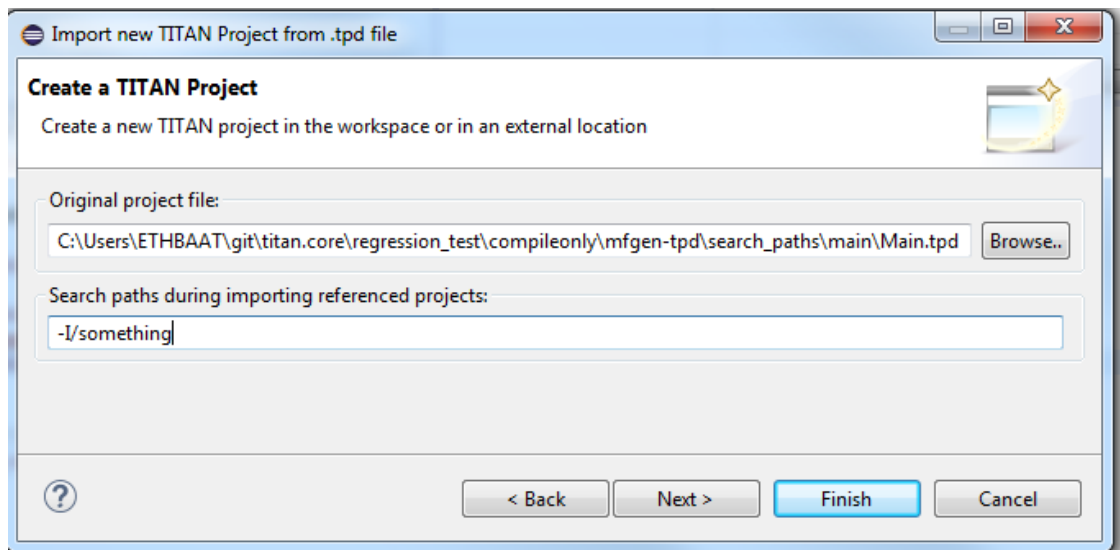 Import new TITAN Project from .tpd file
Create a TITAN Project
Create a new TITAN project in the workspace or in an external location
Original project file:
C:\Users\ETHBAAT\git\titan.core\regression_test\compileonly\mfgen-tpd\search_paths\main\Main.tpd Browse..
Search paths during importing referenced projects:
-I/something
? < Back Next > Finish Cancel